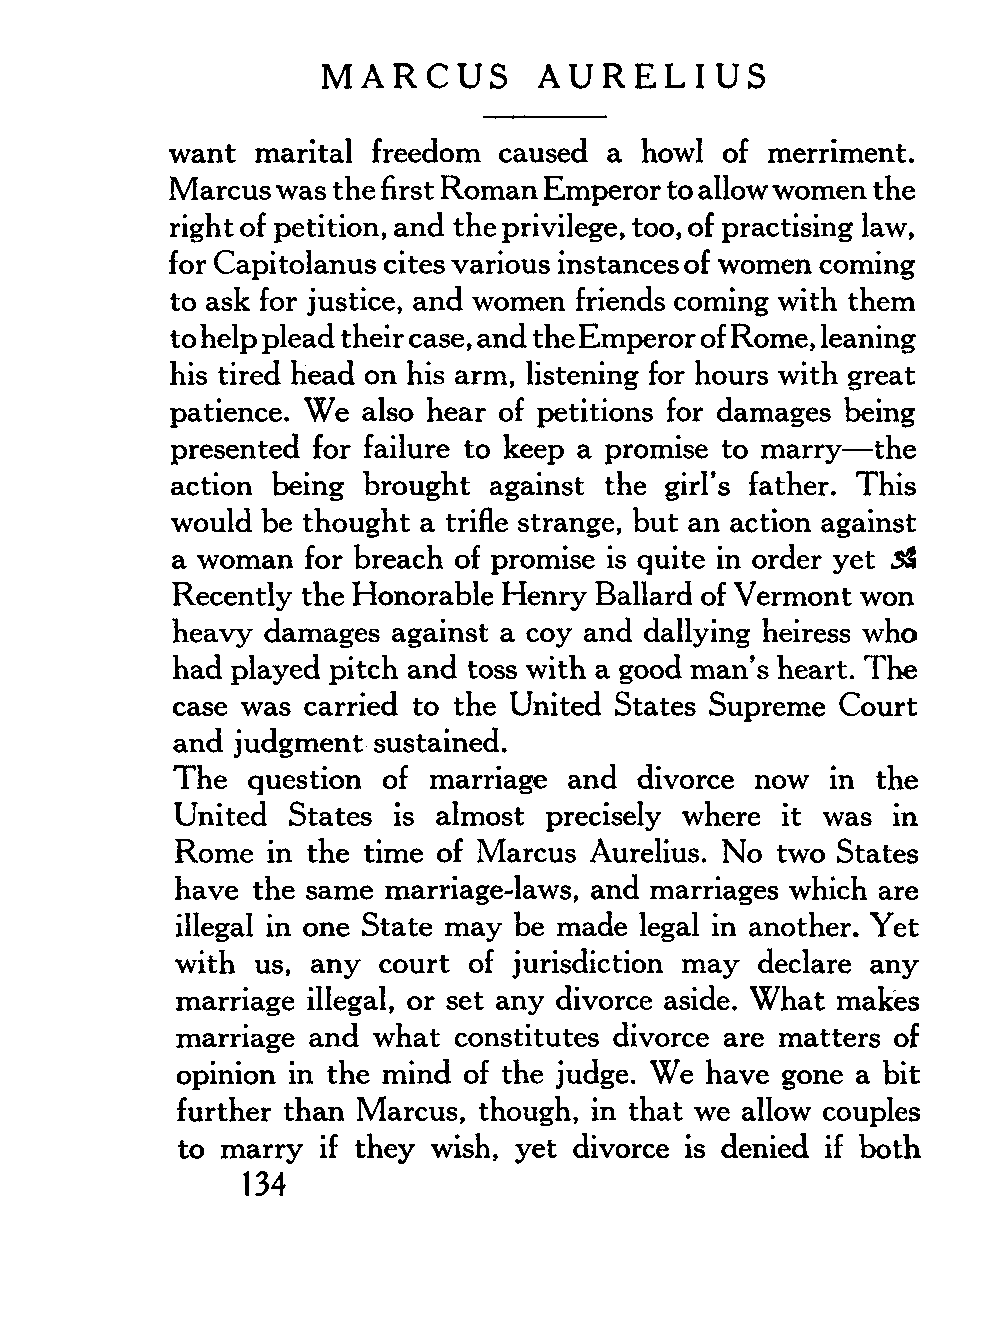 MARCUS AURELIUS
want marital freedom caused a howl of merriment.
Marcus was the first Roman Emperor to allow women the
right of petition, and the privilege, too, of practising law,
for Capitolanus cites various instances of women coming
to ask for justice, and women friends coming with them
to help plead their case, and the Emperor of Rome, leaning
his tired head on his arm, listening for hours with great
patience. We also hear of petitions for damages being
presented for failure to keep a promise to marry—the
action being brought against the girl's father. This
would be thought a trifle strange, but an action against
a woman for breach of promise is quite in order yet
Recently the Honorable Henry Ballard of Vermont won
heavy damages against a coy and dallying heiress who
had played pitch and toss with a good man's heart. The
case was carried to the United States Supreme Court
and judgment sustained.
The question of marriage and divorce now in the
United States is almost precisely where it was in
Rome in the time of Marcus Aurelius. No two States
have the same marriage-laws, and marriages which are
illegal in one State may be made legal in another. Yet
with us, any court of jurisdiction may declare any
marriage illegal, or set any divorce aside. What makes
marriage and what constitutes divorce are matters of
opinion in the mind of the judge. We have gone a bit
further than Marcus, though, in that we allow couples
to marry if they wish, yet divorce is denied if both
134